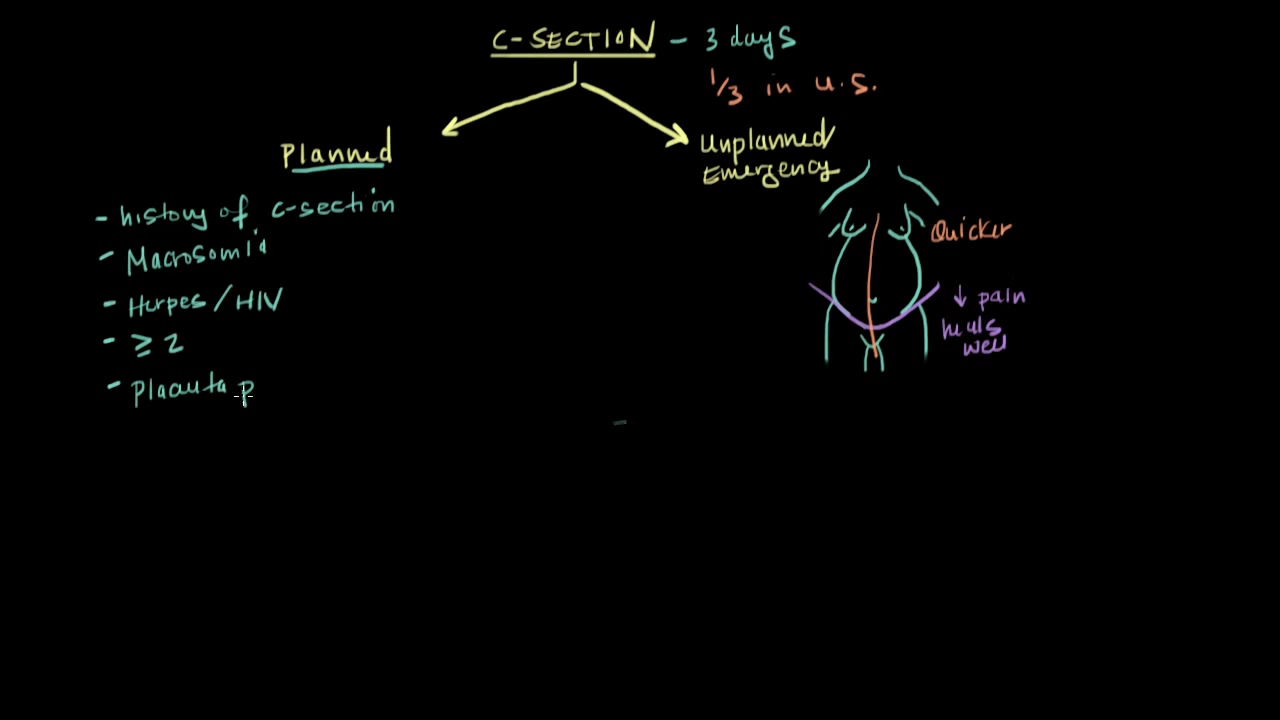 C-SECTION - 3 days
1/3 in U.S.
Planned
Unplanned/
Emergency
- history of c-section
- Macrosomia
- Herpes / HIV
- ≥ 2
- Placenta p
Quicker
↓ pain
heals
well